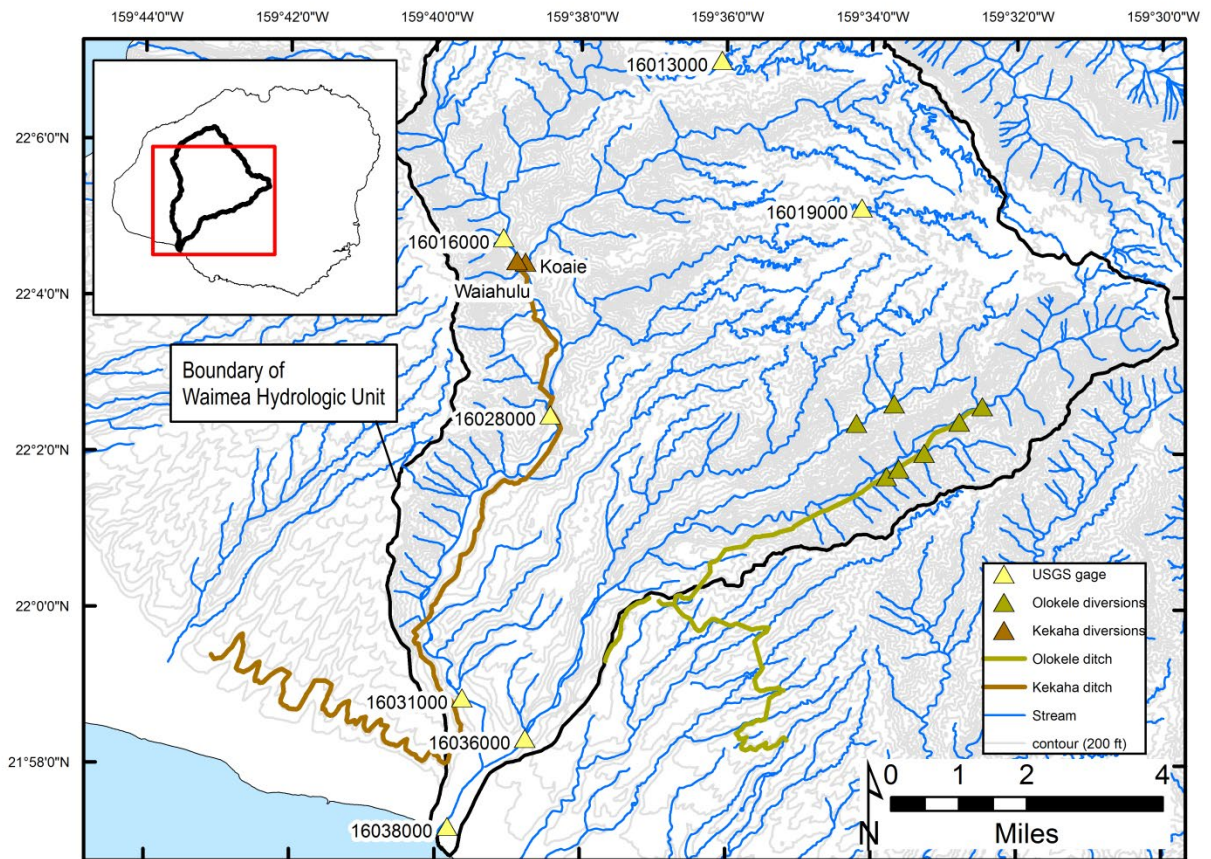 159°44'0"W 159°42'0"W 159°40'0"W 159°38'0"W 159°36'0"W 159°34'0"W 159°32'0"W 159°30'0"W
16013000
22°6'0"N
16019000
16016000
Koaie
Waiahulu
22°4'0"N
Boundary of
Waimea Hydrologic Unit
16028000
22°2'0"N
USGS gage
Olokele diversions
Kekaha diversions
Olokele ditch
Kekaha ditch
Stream
contour (200 ft)
22°0'0"N
16031000
16036000
21°58'0"N
0 1 2 4
Miles
N
16038000